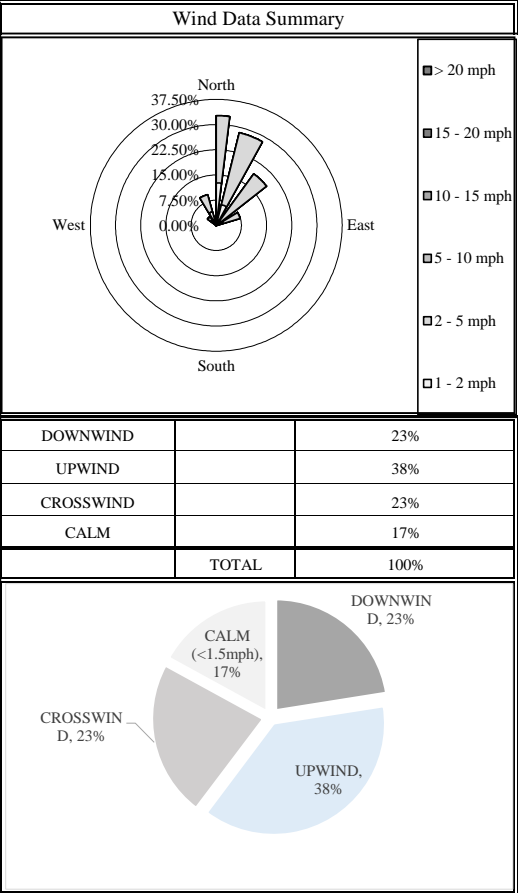 Wind Data Summary
North
37.50%
30.00%
22.50%
15.00%
7.50%
0.00%
West
East
South
> 20 mph
15 - 20 mph
10 - 15 mph
5 - 10 mph
2 - 5 mph
1 - 2 mph
DOWNWIND 23%
UPWIND 38%
CROSSWIND 23%
CALM 17%
TOTAL 100%
DOWNWIN
D, 23%
CALM
(<1.5mph),
17%
CROSSWIN
D, 23%
UPWIND,
38%